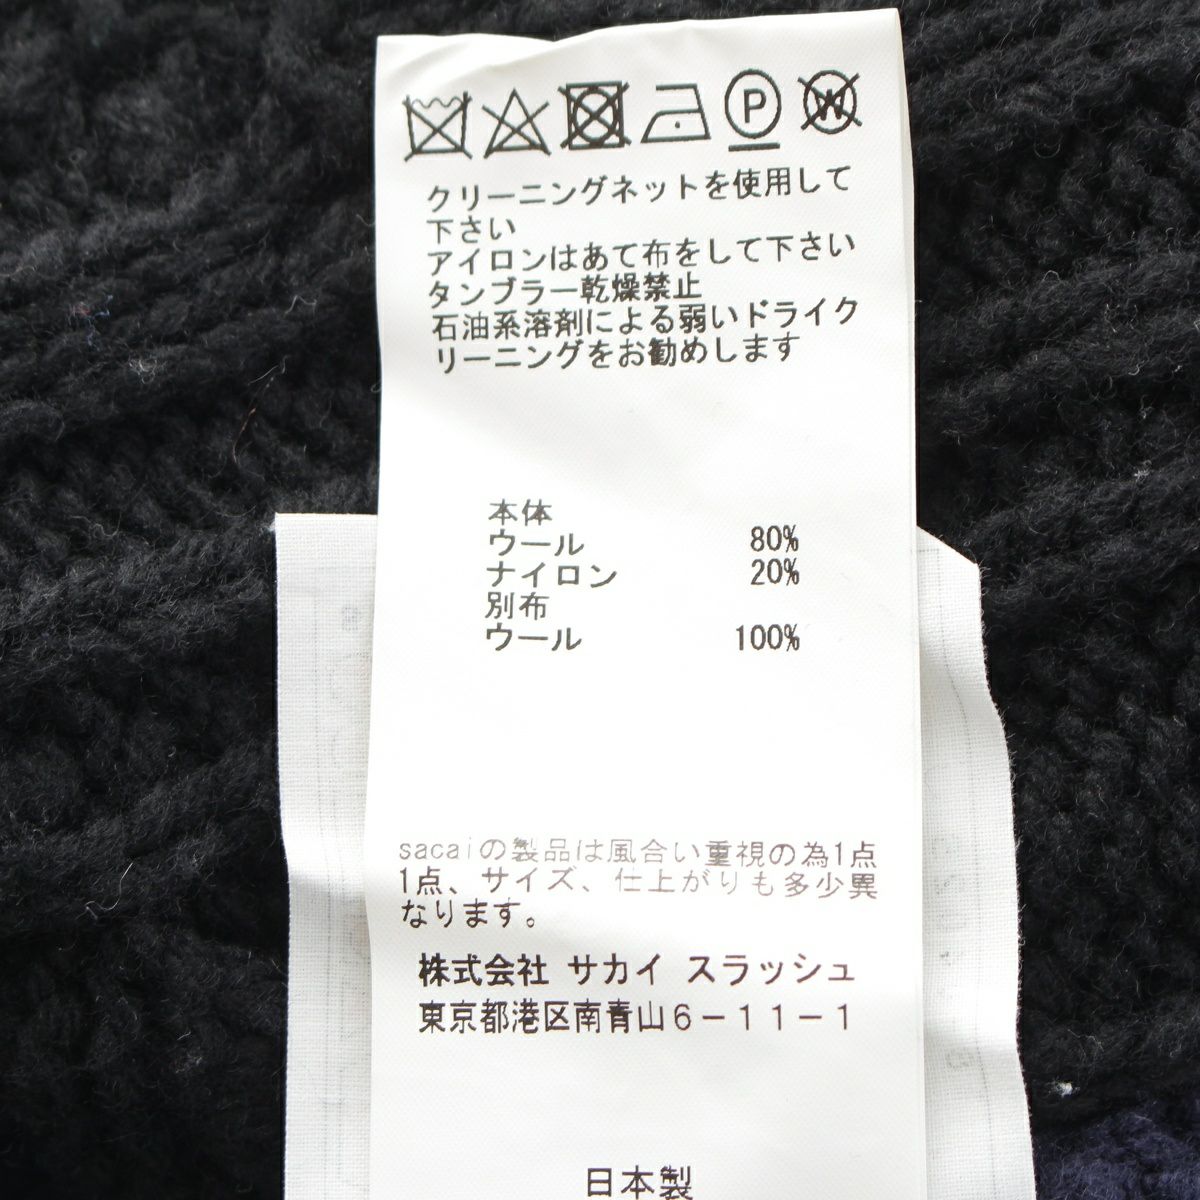 P
W
クリーニングネットを使用して
下さい
アイロンはあて布をして下さい
タンブラー乾燥禁止
石油系溶剤による弱いドライク
リーニングをお勧めします
本体
ウール 80%
ナイロン 20%
別布
ウール 100%
sacaiの製品は風合い重視の為1点
1点、サイズ、仕上がりも多少異
なります。
株式会社 サカイ スラッシュ
東京都港区南青山6－11－1
日本製